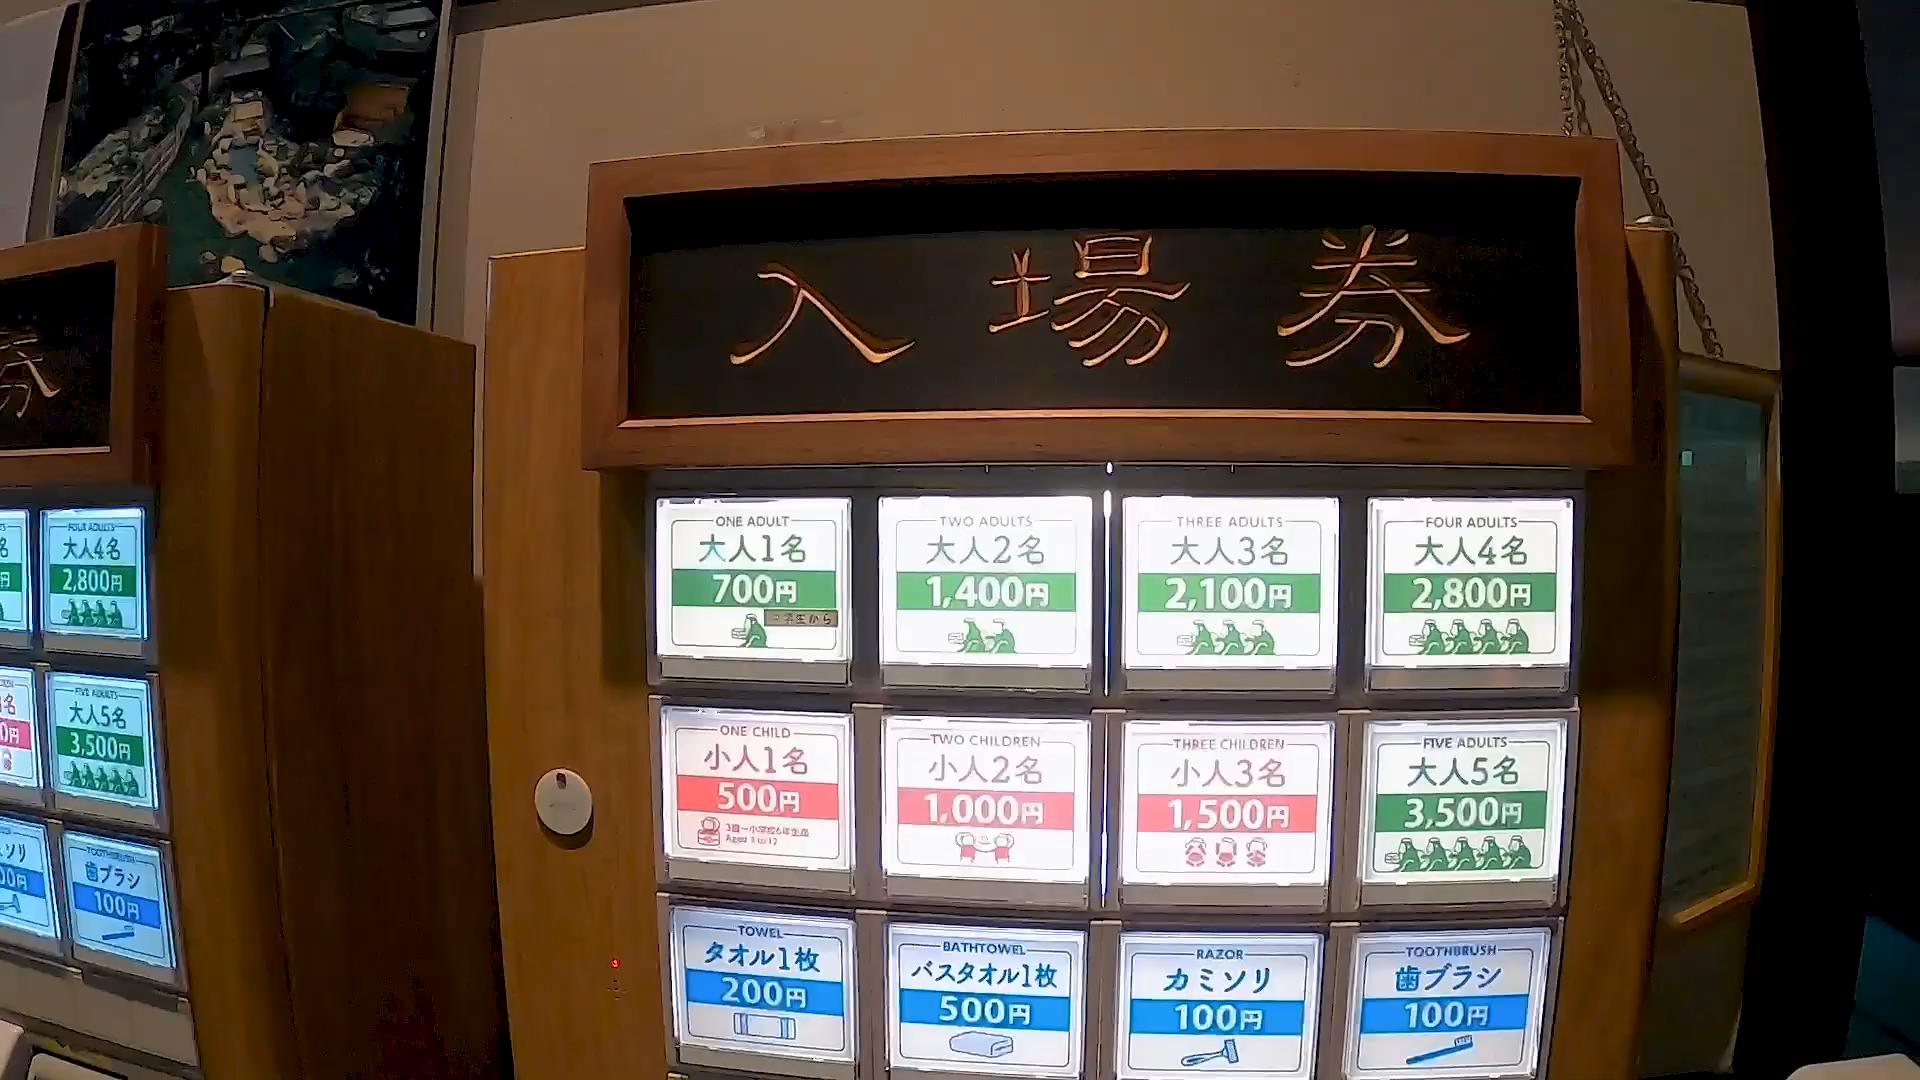 入場券
ONE ADULT
大人1名
700円
TWO ADULTS
大人2名
1,400円
THREE ADULTS
大人3名
2,100円
FOUR ADULTS
大人4名
2,800円
ONE CHILD
小人1名
500円
TWO CHILDREN
小人2名
1,000円
THREE CHILDREN
小人3名
1,500円
FIVE ADULTS
大人5名
3,500円
TOWEL
タオル1枚
200円
BATHTOWEL
バスタオル1枚
500円
RAZOR
カミソリ
100円
TOOTHBRUSH
歯ブラシ
100円
券
FOUR ADULTS
大人4名
2,800円
FIVE ADULTS
大人5名
3,500円
TOOTHBRUSH
歯ブラシ
100円